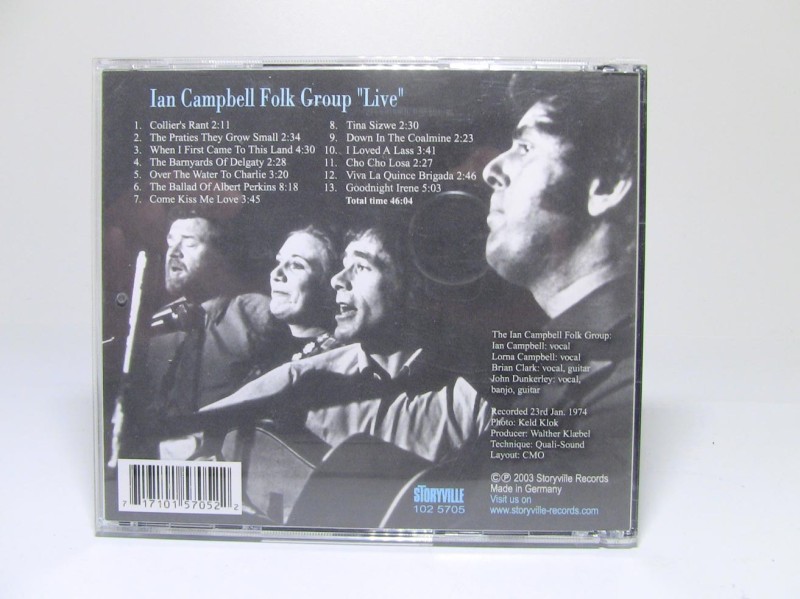 Ian Campbell Folk Group "Live"
1. Collier's Rant 2:11
2. The Praties They Grow Small 2:34
3. When I First Came To This Land 4:30
4. The Barnyards Of Delgaty 2:28
5. Over The Water To Charlie 3:20
6. The Ballad Of Albert Perkins 8:18
7. Come Kiss Me Love 3:45
8. Tina Sizwe 2:30
9. Down In The Coalmine 2:23
10. I Loved A Lass 3:41
11. Cho Cho Losa 2:27
12. Viva La Quince Brigada 2:46
13. Goodnight Irene 5:03
Total time 46:04
The Ian Campbell Folk Group:
Ian Campbell: vocal
Lorna Campbell: vocal
Brian Clark: vocal, guitar
John Dunkerley: vocal,
banjo, guitar
Recorded 23rd Jan. 1974
Photo: Keld Klok
Producer: Walther Klæbel
Technique: Quali-Sound
Layout: CMO
©℗ 2003 Storyville Records
Made in Germany
Visit us on
www.storyville-records.com
STORYVILLE
102 5705
7 17101 57052 2